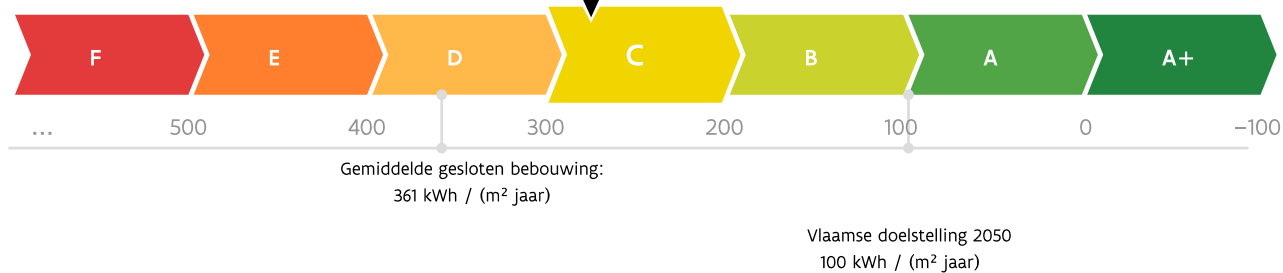 F E D C B A A+
... 500 400 300 200 100 0 −100
Gemiddelde gesloten bebouwing:
361 kWh / (m² jaar)
Vlaamse doelstelling 2050
100 kWh / (m² jaar)